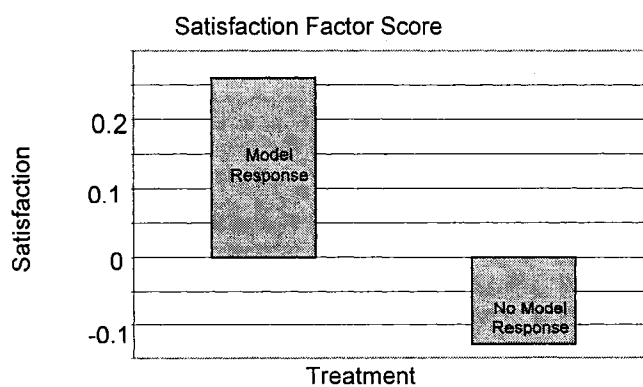 Satisfaction Factor Score
Satisfaction
0.2
0.1
0
-0.1
Model
Response
No Model
Response
Treatment